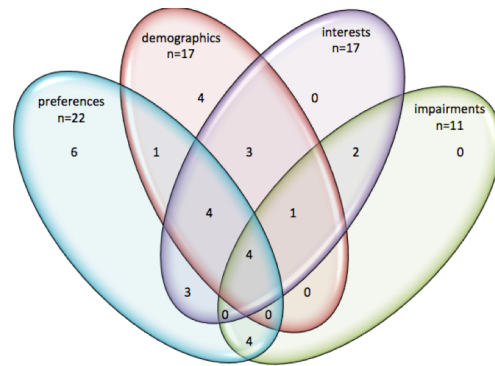 demographics
n=17
interests
n=17
preferences
n=22
impairments
n=11
4
0
6
1
3
2
0
4
1
4
3
0
0
0
4